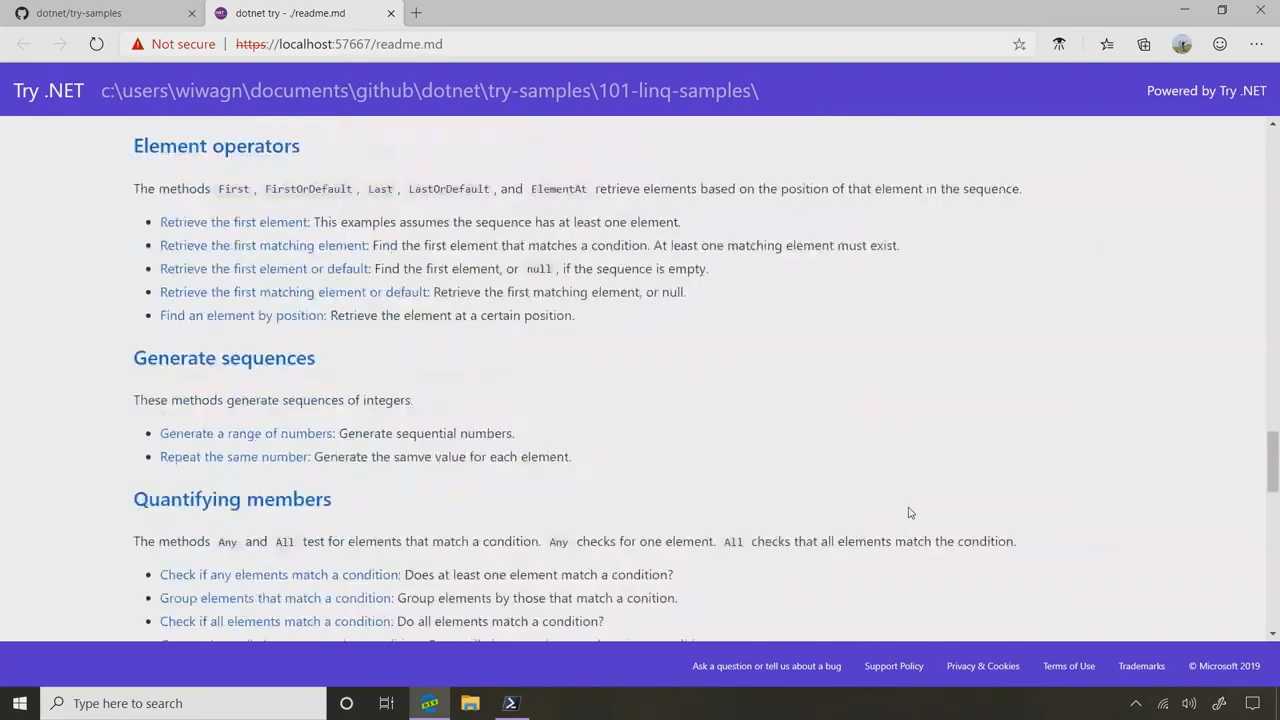 dotnet/try-samples
dotnet try - ./readme.md
Not secure | https://localhost:57667/readme.md
Try .NET c:\users\wiwagn\documents\github\dotnet\try-samples\101-linq-samples\ Powered by Try .NET
Element operators
The methods First, FirstOrDefault, Last, LastOrDefault, and ElementAt retrieve elements based on the position of that element in the sequence.
• Retrieve the first element: This examples assumes the sequence has at least one element.
• Retrieve the first matching element: Find the first element that matches a condition. At least one matching element must exist.
• Retrieve the first element or default: Find the first element, or null, if the sequence is empty.
• Retrieve the first matching element or default: Retrieve the first matching element, or null.
• Find an element by position: Retrieve the element at a certain position.
Generate sequences
These methods generate sequences of integers.
• Generate a range of numbers: Generate sequential numbers.
• Repeat the same number: Generate the samve value for each element.
Quantifying members
The methods Any and All test for elements that match a condition. Any checks for one element. All checks that all elements match the condition.
• Check if any elements match a condition: Does at least one element match a condition?
• Group elements that match a condition: Group elements by those that match a conition.
• Check if all elements match a condition. Do all elements match a condition?
Ask a question or tell us about a bug Support Policy Privacy & Cookies Terms of Use Trademarks © Microsoft 2019
Type here to search